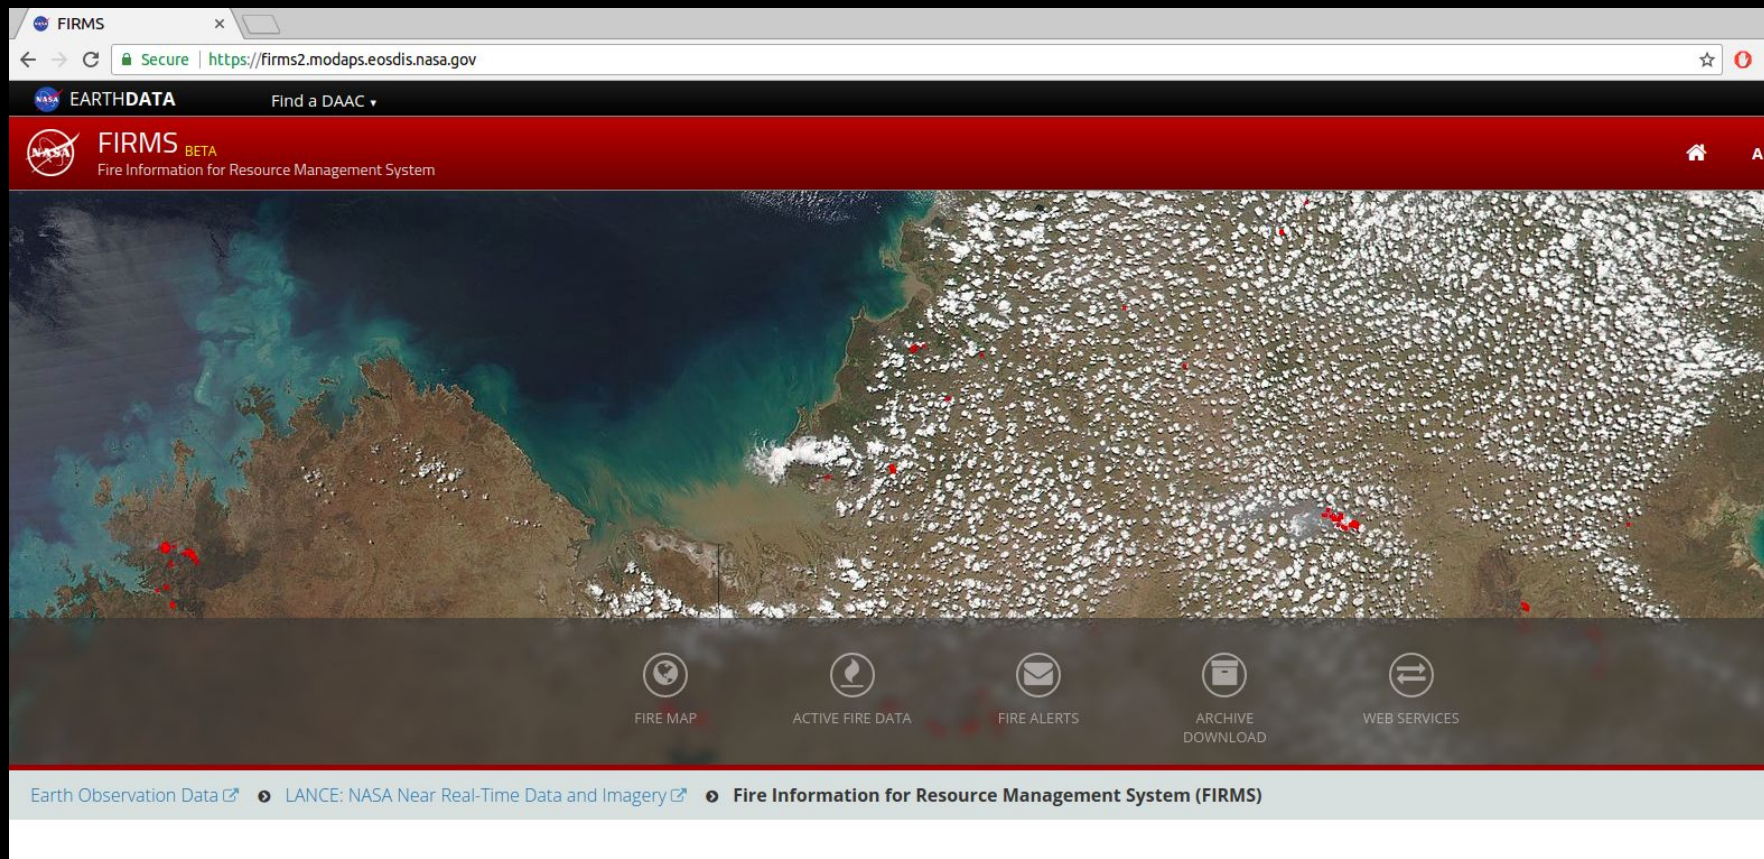 FIRMS
Secure https://firms2.modaps.eosdis.nasa.gov
NASA EARTHDATA Find a DAAC
NASA FIRMS BETA
Fire Information for Resource Management System
A
FIRE MAP
ACTIVE FIRE DATA
FIRE ALERTS
ARCHIVE
DOWNLOAD
WEB SERVICES
Earth Observation Data LANCE: NASA Near Real-Time Data and Imagery Fire Information for Resource Management System (FIRMS)